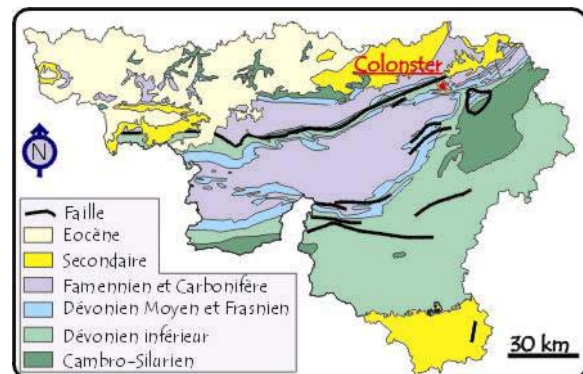 Colonster
N
Faille
Eocène
Secondaire
Famennien et Carbonifère
Dévonien Moyen et Frasnien
Dévonien inférieur
Cambro-Silurien
30 km